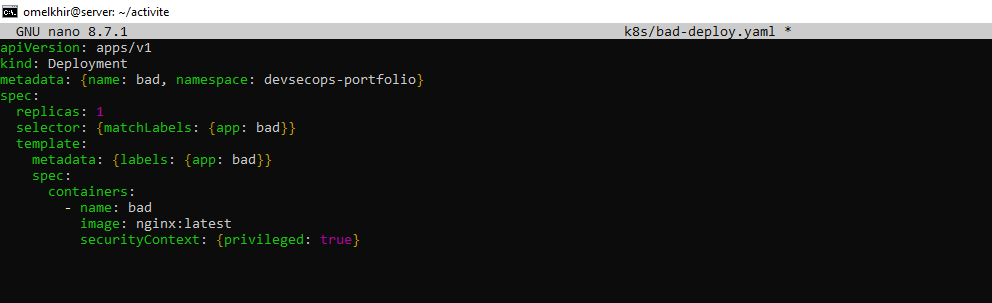 omelkhir@server: ~/activite
GNU nano 8.7.1 k8s/bad-deploy.yaml *
apiVersion: apps/v1
kind: Deployment
metadata: {name: bad, namespace: devsecops-portfolio}
spec:
  replicas: 1
  selector: {matchLabels: {app: bad}}
  template:
    metadata: {labels: {app: bad}}
    spec:
      containers:
        - name: bad
          image: nginx:latest
          securityContext: {privileged: true}